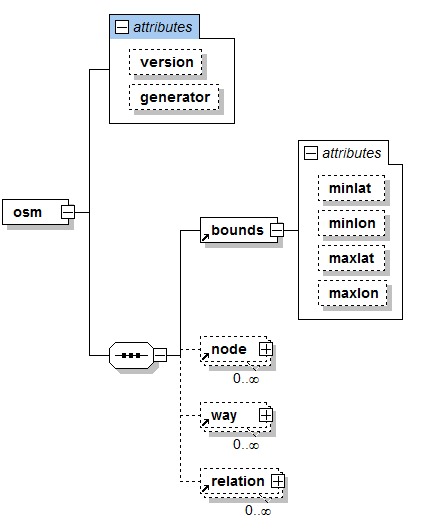 attributes
version
generator
osm
attributes
minlat
minlon
maxlat
maxlon
bounds
node
0..∞
way
0..∞
relation
0..∞